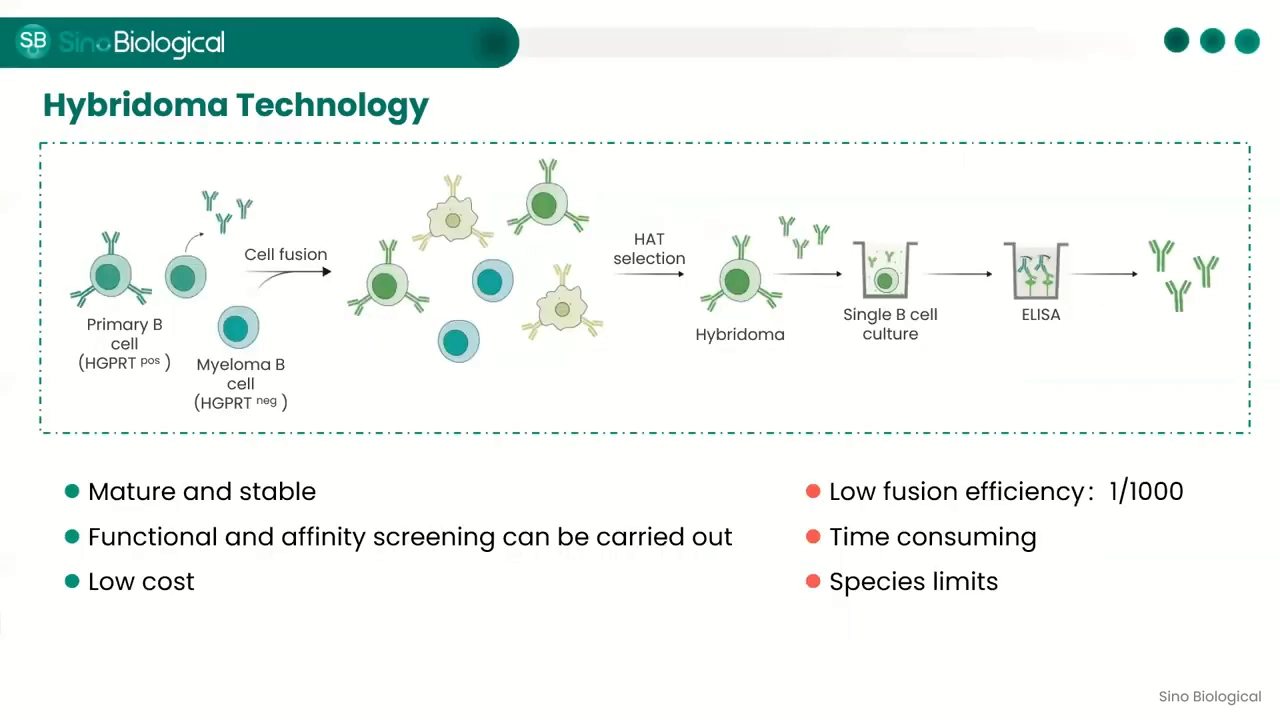 SB SinoBiological
Hybridoma Technology
Cell fusion
HAT
selection
Primary B
cell
(HGPRT pos )
Myeloma B
cell
(HGPRT neg )
Hybridoma
Single B cell
culture
ELISA
Mature and stable
Functional and affinity screening can be carried out
Low cost
Low fusion efficiency: 1/1000
Time consuming
Species limits
Sino Biological